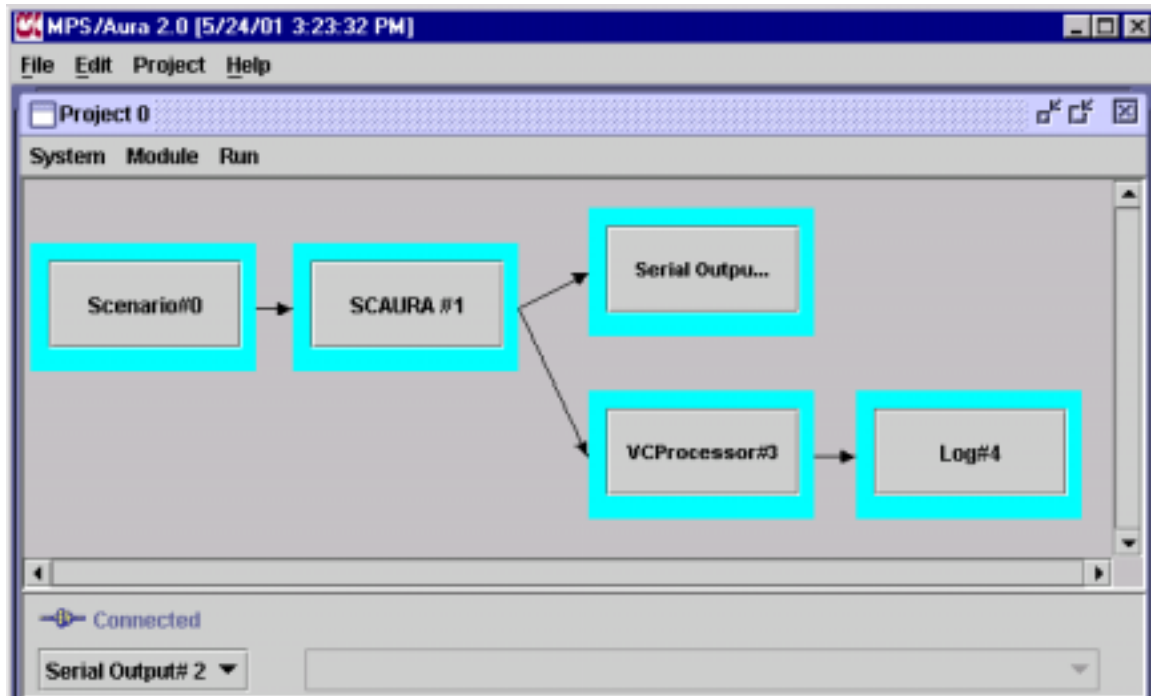 MPS/Aura 2.0 [5/24/01 3:23:32 PM]
File Edit Project Help
Project 0
System Module Run
Scenario#0
SCAURA #1
Serial Outpu...
VCProcessor#3
Log#4
Connected
Serial Output# 2